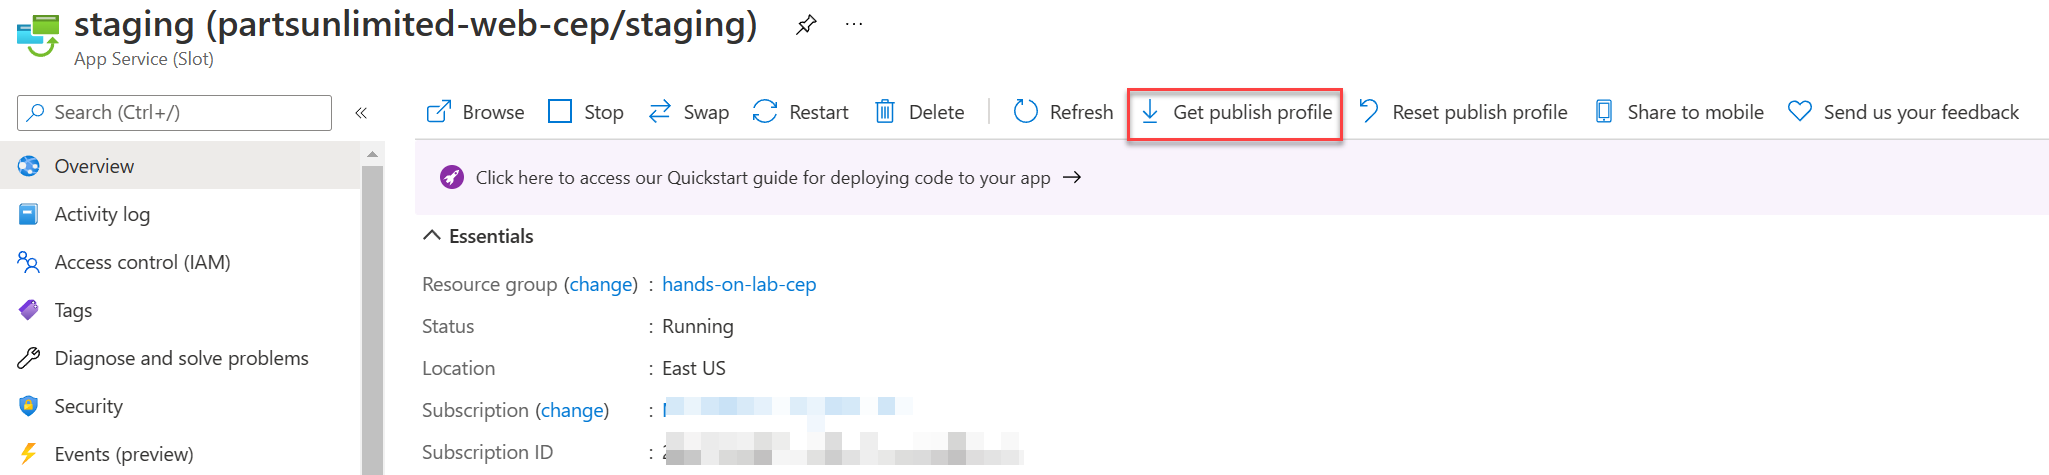 staging (partsunlimited-web-cep/staging)
App Service (Slot)
Search (Ctrl+/)
Browse Stop Swap Restart Delete Refresh Get publish profile Reset publish profile Share to mobile Send us your feedback
Overview
Activity log
Access control (IAM)
Tags
Diagnose and solve problems
Security
Events (preview)
Click here to access our Quickstart guide for deploying code to your app →
Essentials
Resource group (change) : hands-on-lab-cep
Status : Running
Location : East US
Subscription (change) :
Subscription ID :